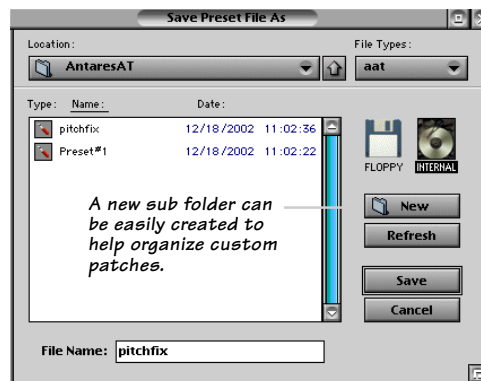 Save Preset File As
Location:
File Types:
AntaresAT
aat
Type: Name: Date:
pitchfix 12/18/2002 11:02:36
Preset#1 12/18/2002 11:02:22
FLOPPY INTERNAL
A new sub folder can
be easily created to
help organize custom
patches.
New
Refresh
Save
Cancel
File Name: pitchfix